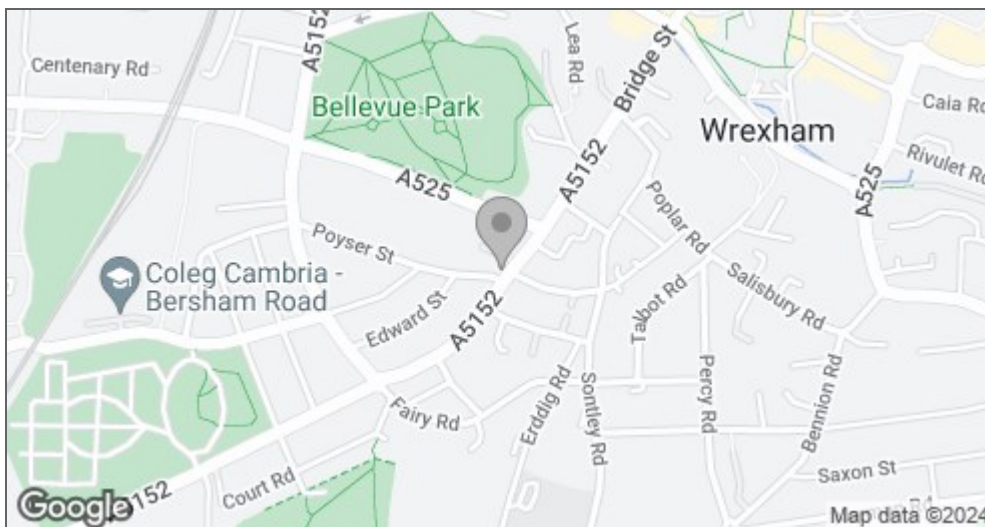 Centenary Rd
A5152
Lea Rd
Bridge St
A5152
Bellevue Park
Wrexham
Caia Rd
Rivulet Rd
A525
A525
Poyser St
Poplar Rd
Coleg Cambria -
Bersham Road
Edward St
A5152
Talbot Rd
Salisbury Rd
Fairy Rd
Erddig Rd
Sontley Rd
Percy Rd
Bennion Rd
Court Rd
Saxon St
A5152
Google
Map data ©2024